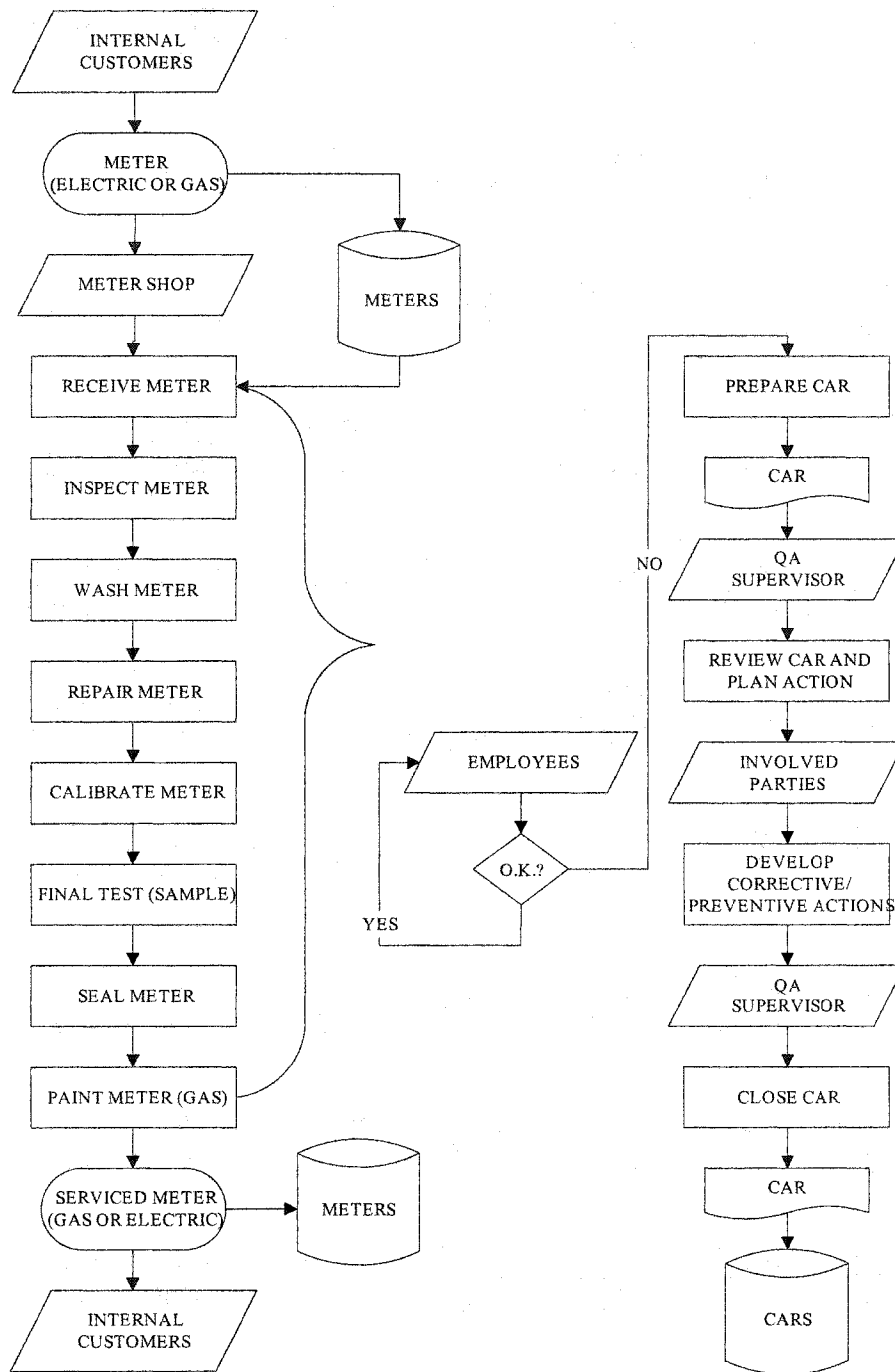 INTERNAL
CUSTOMERS
METER
(ELECTRIC OR GAS)
METER SHOP
METERS
RECEIVE METER
INSPECT METER
WASH METER
REPAIR METER
CALIBRATE METER
FINAL TEST (SAMPLE)
SEAL METER
PAINT METER (GAS)
SERVICED METER
(GAS OR ELECTRIC)
METERS
INTERNAL
CUSTOMERS
EMPLOYEES
O.K.?
YES
NO
PREPARE CAR
CAR
QA
SUPERVISOR
REVIEW CAR AND
PLAN ACTION
INVOLVED
PARTIES
DEVELOP
CORRECTIVE/
PREVENTIVE ACTIONS
QA
SUPERVISOR
CLOSE CAR
CAR
CARS